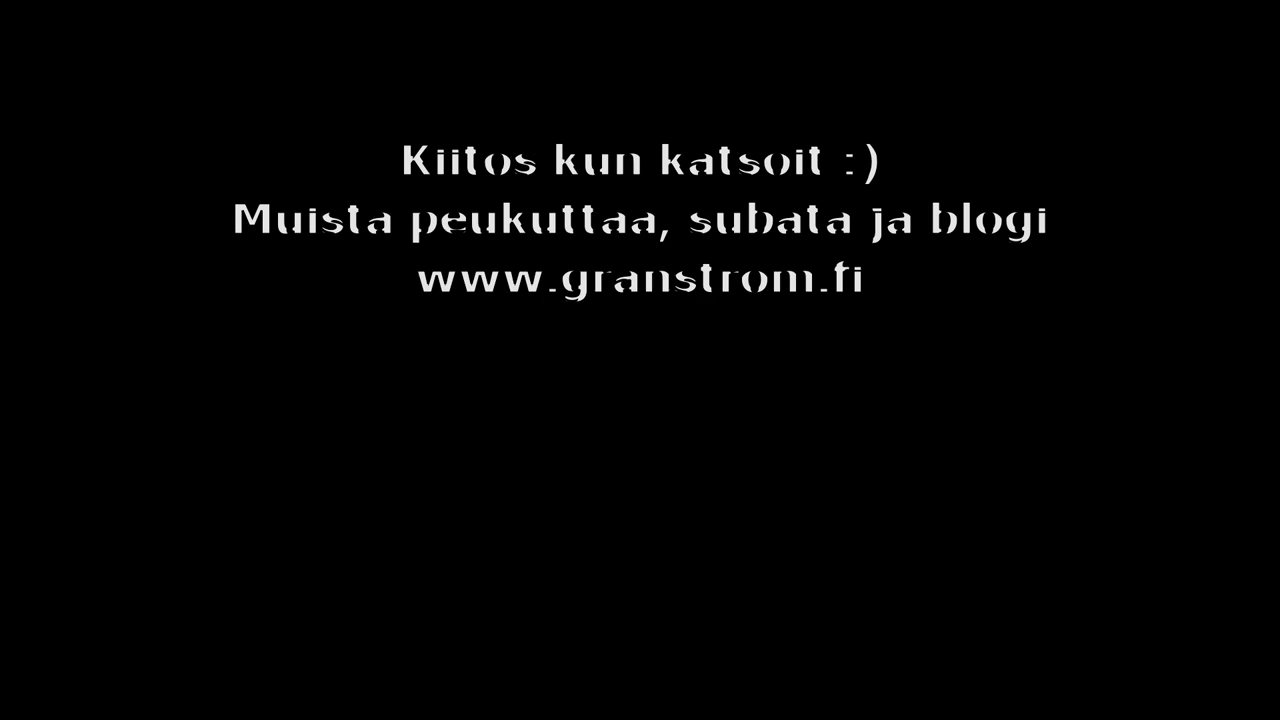 Kiitos kun katsoit :)
Muista peukuttaa, subata ja blogi
www.granstrom.fi